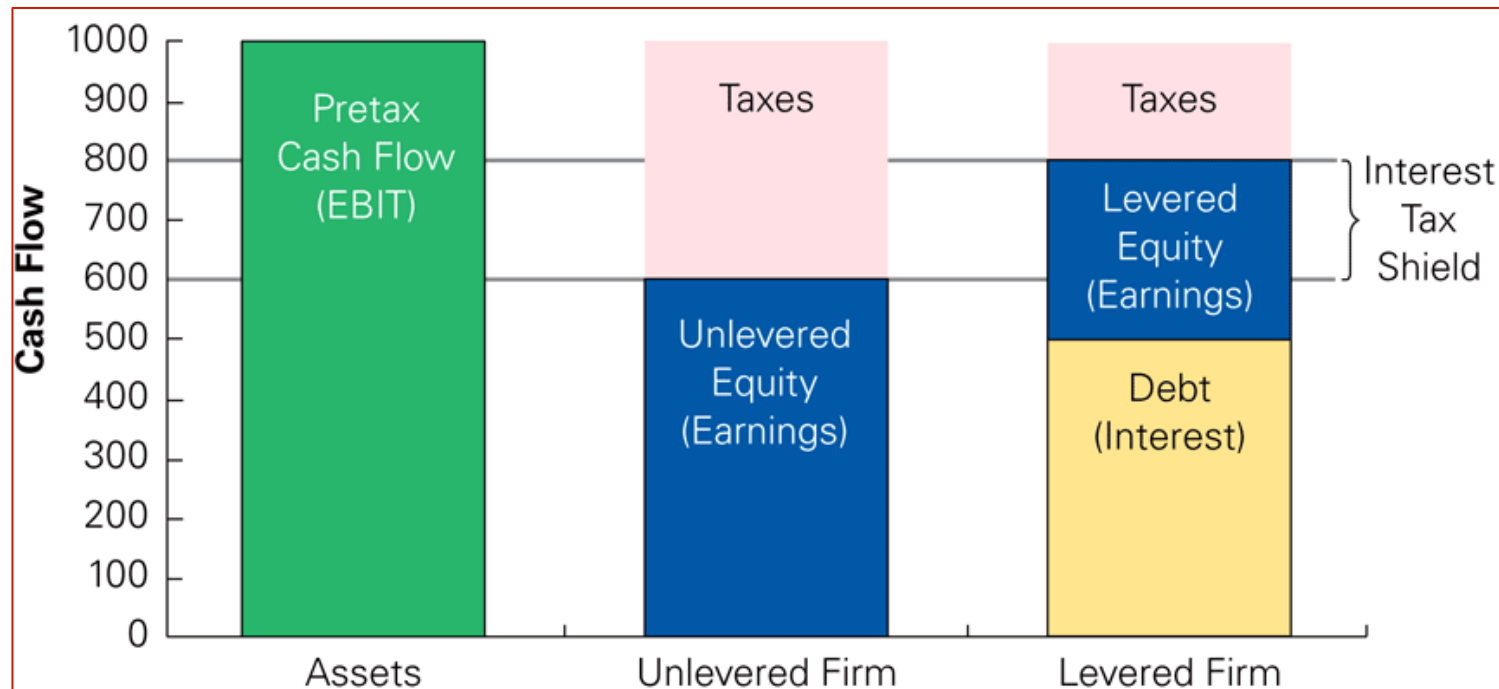 Cash Flow
1000
900
800
700
600
500
400
300
200
100
0
Pretax
Cash Flow
(EBIT)
Taxes
Unlevered
Equity
(Earnings)
Taxes
Levered
Equity
(Earnings)
Debt
(Interest)
Interest
Tax
Shield
Assets
Unlevered Firm
Levered Firm